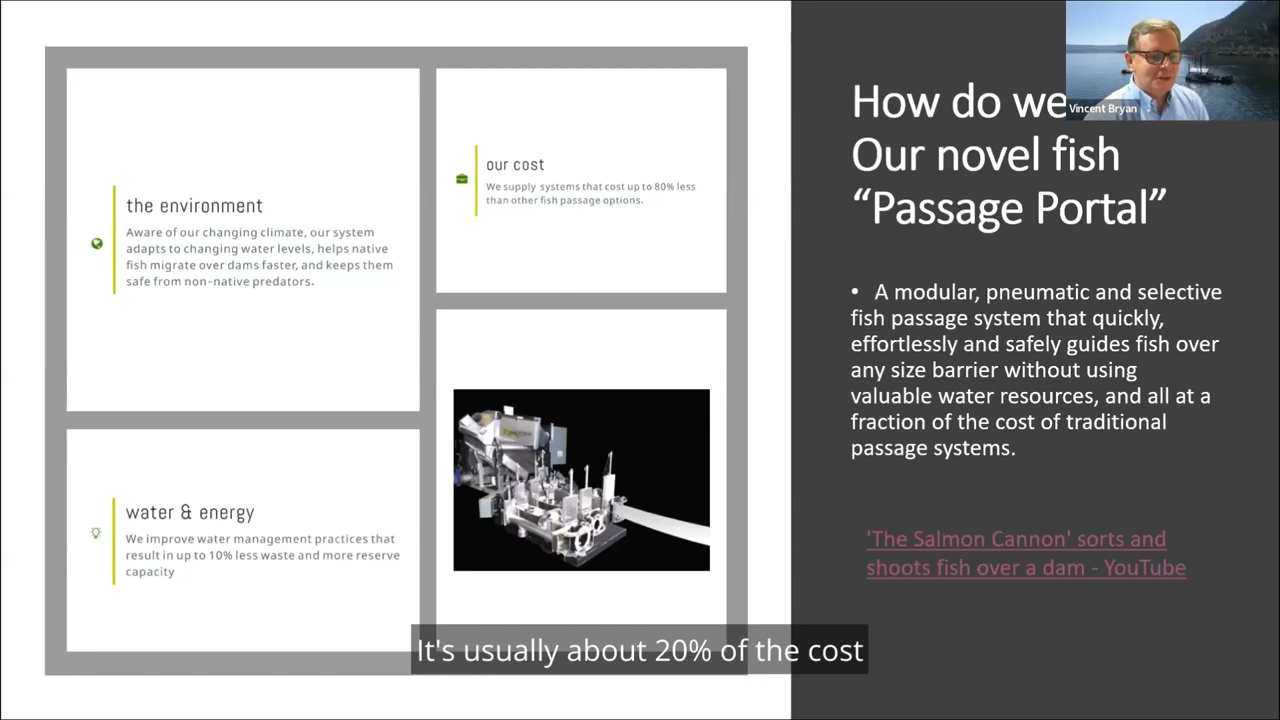 the environment
Aware of our changing climate, our system
adapts to changing water levels, helps native
fish migrate over dams faster, and keeps them
safe from non-native predators.
our cost
We supply systems that cost up to 80% less
than other fish passage options.
water & energy
We improve water management practices that
result in up to 10% less waste and more reserve
capacity
How do we
Our novel fish
“Passage Portal”
• A modular, pneumatic and selective
fish passage system that quickly,
effortlessly and safely guides fish over
any size barrier without using
valuable water resources, and all at a
fraction of the cost of traditional
passage systems.
'The Salmon Cannon' sorts and
shoots fish over a dam - YouTube
Vincent Bryan
It's usually about 20% of the cost